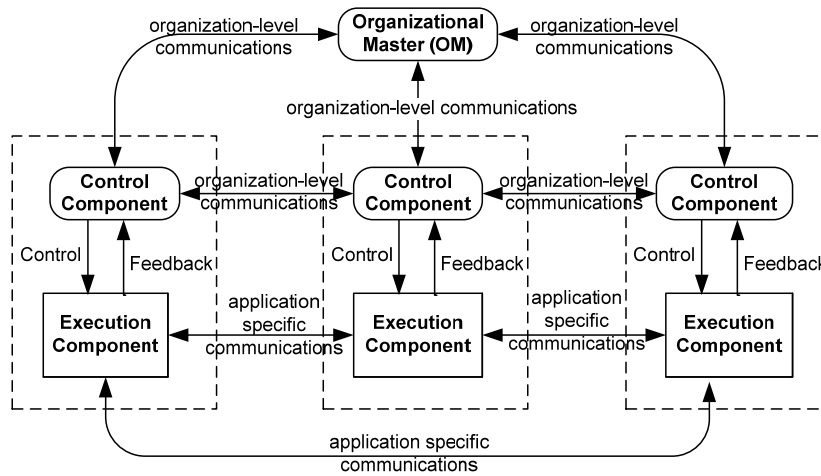 organization-level
communications
Organizational
Master (OM)
organization-level
communications
organization-level communications
Control
Component
organization-level
communications
Control
Component
organization-level
communications
Control
Component
Control
Feedback
Control
Feedback
Control
Feedback
application
specific
communications
application
specific
communications
Execution
Component
Execution
Component
Execution
Component
application specific
communications